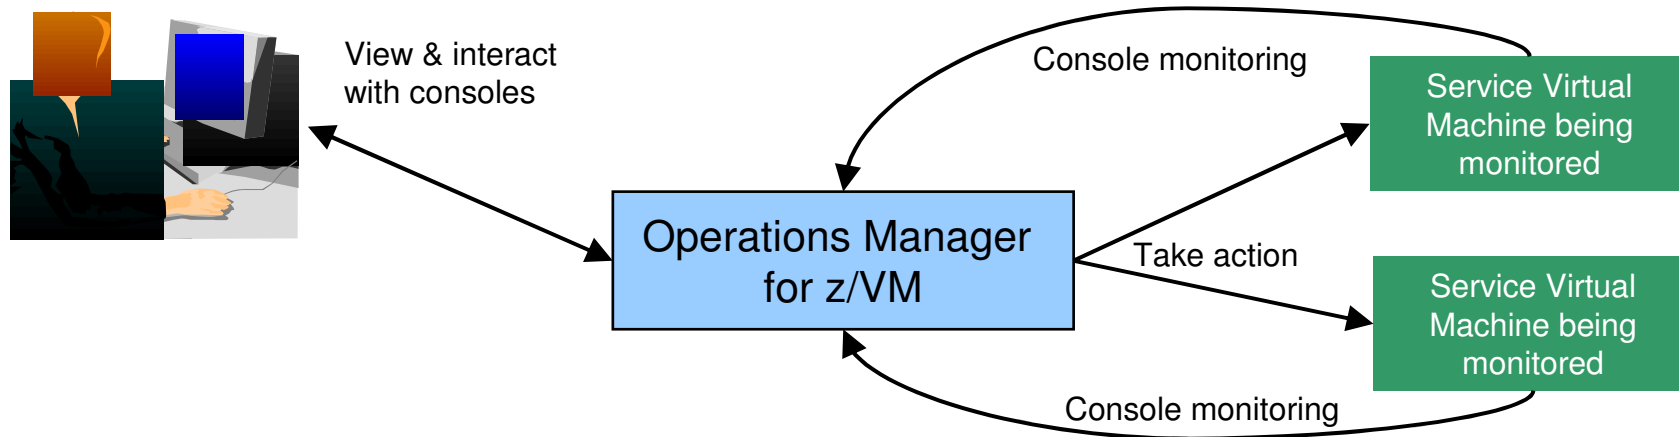 View & interact
with consoles
Console monitoring
Service Virtual
Machine being
monitored
Operations Manager
for z/VM
Take action
Service Virtual
Machine being
monitored
Console monitoring